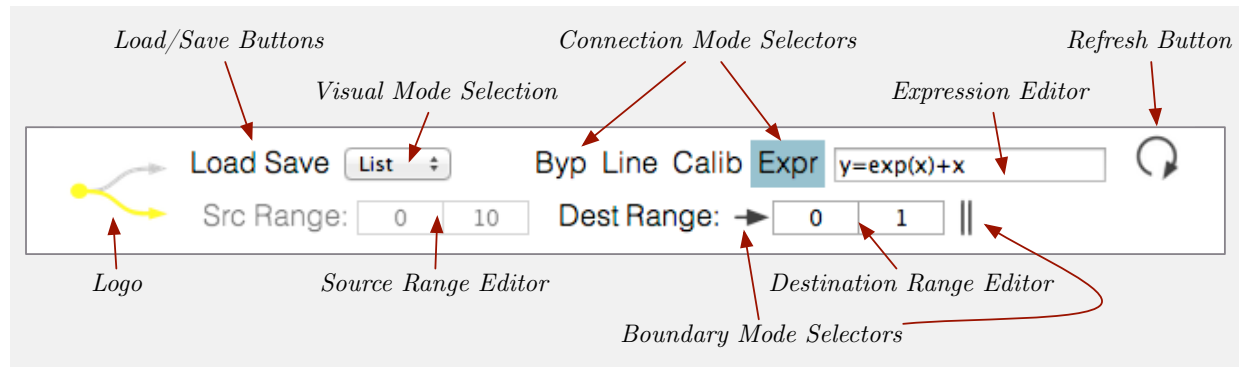 Load/Save Buttons Connection Mode Selectors Refresh Button
Visual Mode Selection Expression Editor
Load Save List Byp Line Calib Expr y=exp(x)+x
Src Range: 0 10 Dest Range: 0 1
Logo Source Range Editor Destination Range Editor
Boundary Mode Selectors